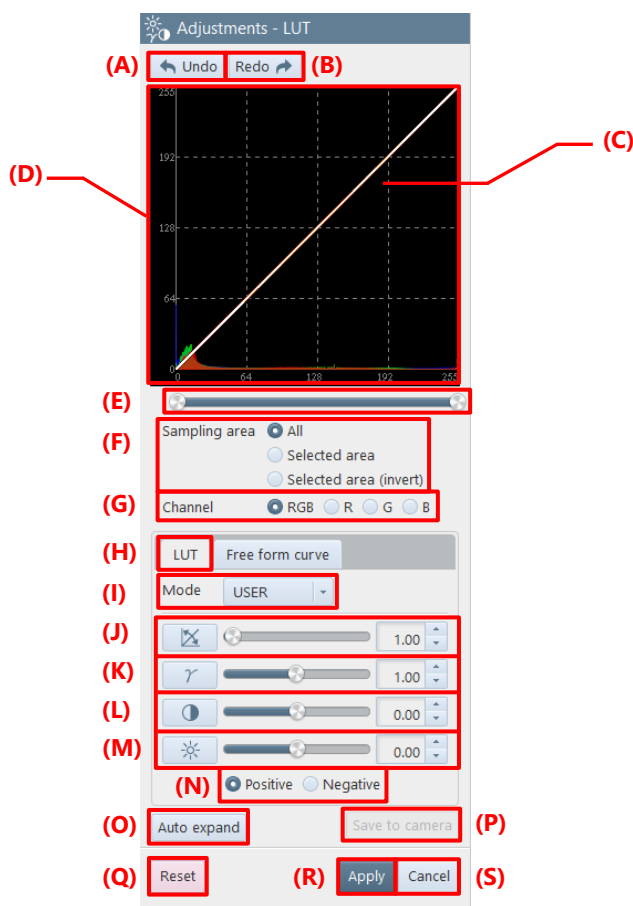 Adjustments - LUT
(A) Undo Redo (B)
255
(C)
192
(D)
128
64
0
0 64 128 192 255
(E)
Sampling area All
(F)
Selected area
Selected area (invert)
(G) Channel RGB R G B
(H) LUT Free form curve
(I) Mode USER
(J) 1.00
(K) γ 1.00
(L) 0.00
(M) 0.00
(N) Positive Negative
(O) Auto expand Save to camera (P)
(Q) Reset (R) Apply Cancel (S)